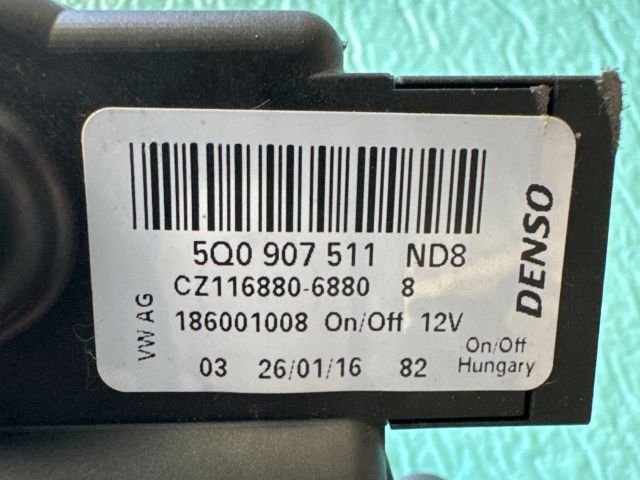 5Q0 907 511 ND8
CZ116880-6880 8
186001008 On/Off 12V
03 26/01/16 82
On/Off
Hungary
VW AG
DENSO